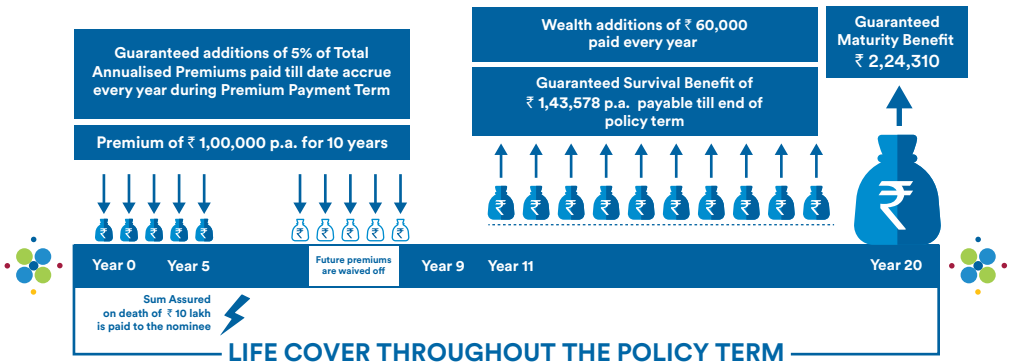 Guaranteed additions of 5% of Total
Annualised Premiums paid till date accrue
every year during Premium Payment Term
Premium of ₹ 1,00,000 p.a. for 10 years
Wealth additions of ₹ 60,000
paid every year
Guaranteed Survival Benefit of
₹ 1,43,578 p.a. payable till end of
policy term
Guaranteed
Maturity Benefit
₹ 2,24,310
₹ ₹ ₹ ₹ ₹
₹ ₹ ₹ ₹ ₹
₹ ₹ ₹ ₹ ₹ ₹ ₹ ₹ ₹ ₹
₹
Year 0
Year 5
Future premiums
are waived off
Year 9
Year 11
Year 20
Sum Assured
on death of ₹ 10 lakh
is paid to the nominee
LIFE COVER THROUGHOUT THE POLICY TERM